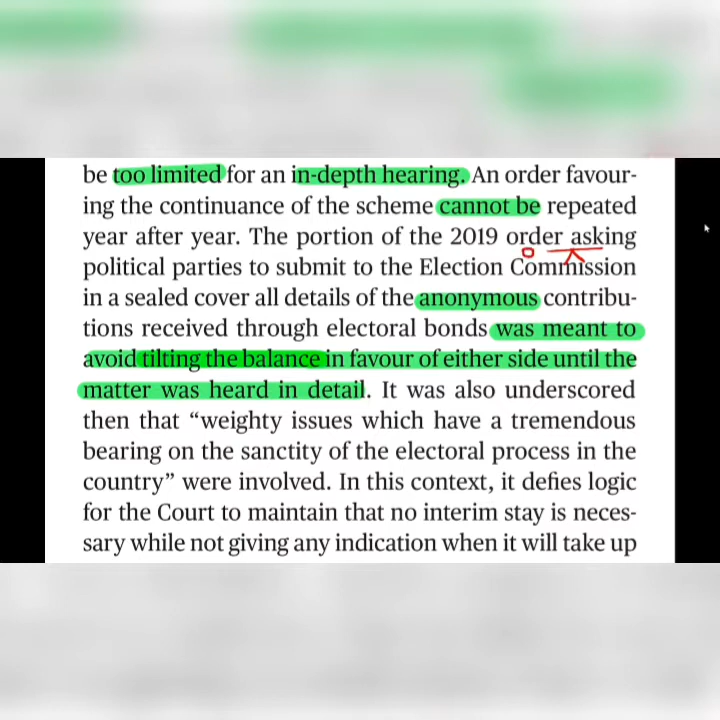 be too limited for an in-depth hearing. An order favour-
ing the continuance of the scheme cannot be repeated
year after year. The portion of the 2019 order asking
political parties to submit to the Election Commission
in a sealed cover all details of the anonymous contribu-
tions received through electoral bonds was meant to
avoid tilting the balance in favour of either side until the
matter was heard in detail. It was also underscored
then that “weighty issues which have a tremendous
bearing on the sanctity of the electoral process in the
country” were involved. In this context, it defies logic
for the Court to maintain that no interim stay is neces-
sary while not giving any indication when it will take up